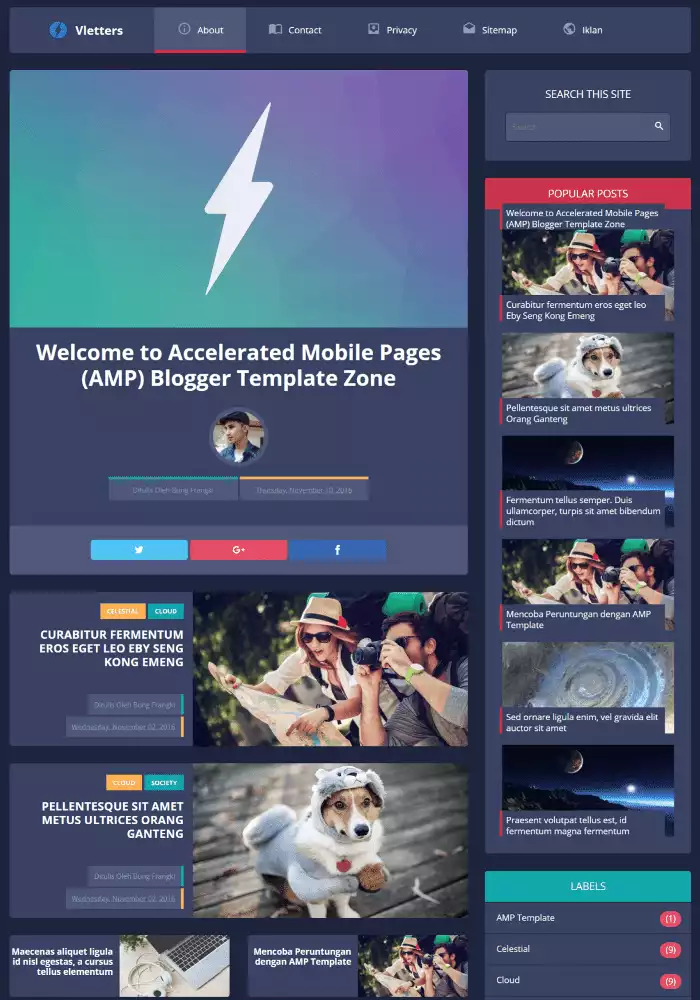 Vletters
About
Contact
Privacy
Sitemap
Iklan
Welcome to Accelerated Mobile Pages
(AMP) Blogger Template Zone
Ditulis Oleh Bung Frangki
Thursday, November 10, 2016
G+
f
CELESTIAL
CLOUD
CURABITUR FERMENTUM
EROS EGET LEO EBY SENG
KONG EMENG
Ditulis Oleh Bung Frangki
Wednesday, November 02, 2016
CLOUD
SOCIETY
PELLENTESQUE SIT AMET
METUS ULTRICES ORANG
GANTENG
Ditulis Oleh Bung Frangki
Wednesday, November 02, 2016
Maecenas aliquet ligula
id nisl egestas, a cursus
tellus elementum
Mencoba Peruntungan
dengan AMP Template
SEARCH THIS SITE
Search
POPULAR POSTS
Welcome to Accelerated Mobile Pages
(AMP) Blogger Template Zone
Curabitur fermentum eros eget leo
Eby Seng Kong Emeng
Pellentesque sit amet metus ultrices
Orang Ganteng
Fermentum tellus semper. Duis
ullamcorper, turpis sit amet bibendum
dictum
Mencoba Peruntungan dengan AMP
Template
Sed ornare ligula enim, vel gravida elit
auctor sit amet
Praesent volutpat tellus est, id
fermentum magna fermentum
LABELS
AMP Template (1)
Celestial (9)
Cloud (9)